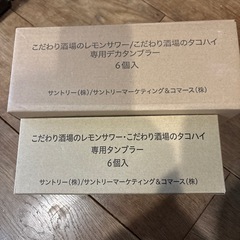 こだわり酒場のレモンサワー/こだわり酒場のタコハイ
専用デカタンブラー
6個入
サントリー(株)/サントリーマーケティング&コマース(株)
こだわり酒場のレモンサワー・こだわり酒場のタコハイ
専用タンブラー
6個入
サントリー(株)/サントリーマーケティング&コマース(株)